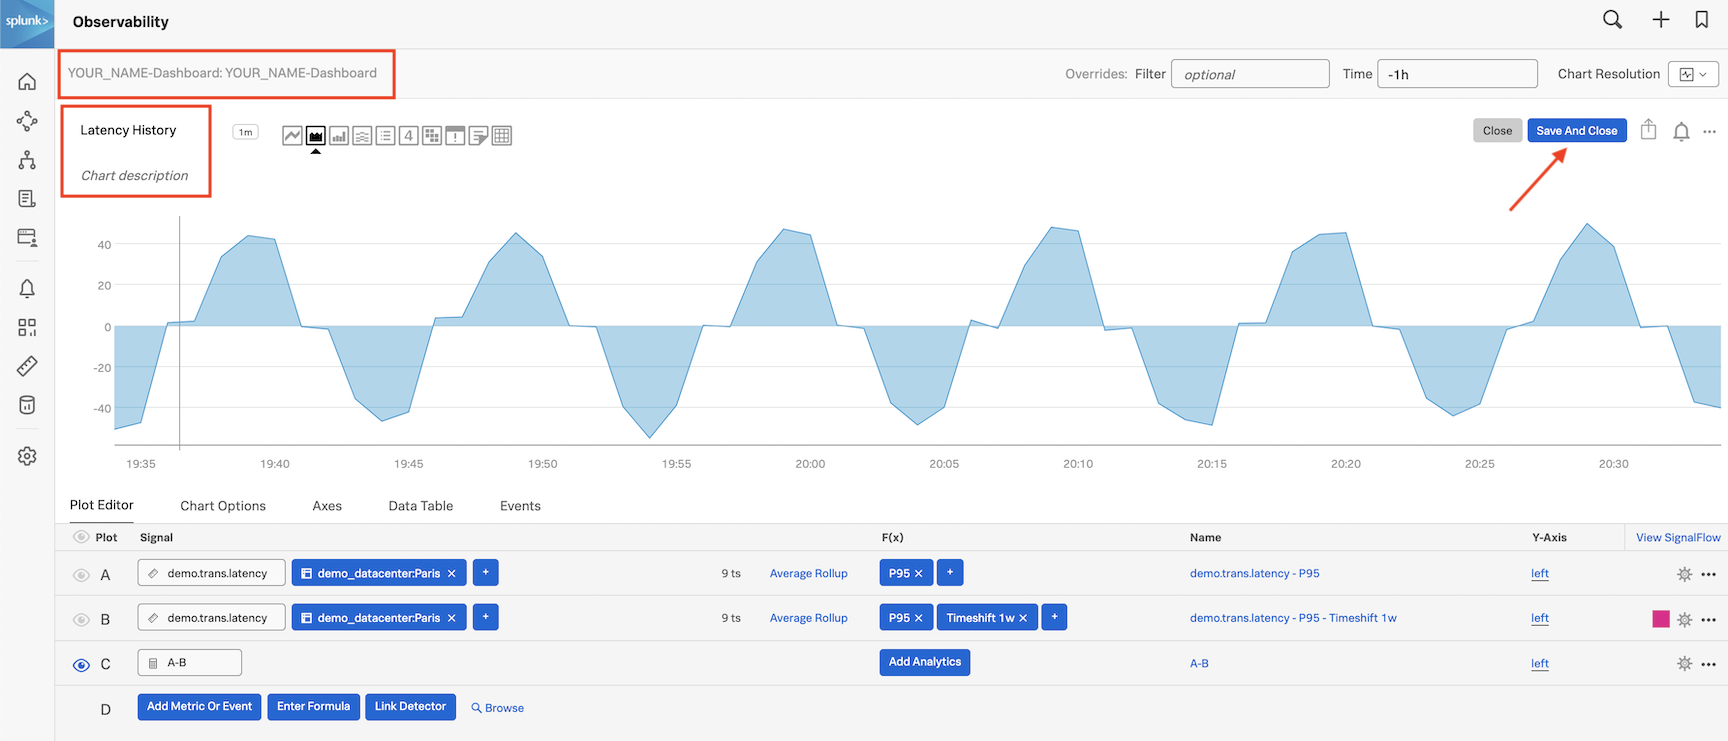 splunk>
Observability
YOUR_NAME-Dashboard: YOUR_NAME-Dashboard
Overrides: Filter optional Time -1h Chart Resolution
Latency History 1m 4 ! Close Save And Close
Chart description
40
20
0
-20
-40
19:35 19:40 19:45 19:50 19:55 20:00 20:05 20:10 20:15 20:20 20:25 20:30
Plot Editor Chart Options Axes Data Table Events
Plot Signal F(x) Name Y-Axis View SignalFlow
A demo.trans.latency demo_datacenter:Paris × + 9 ts Average Rollup P95 × + demo.trans.latency - P95 left
B demo.trans.latency demo_datacenter:Paris × + 9 ts Average Rollup P95 × Timeshift 1w × + demo.trans.latency - P95 - Timeshift 1w left
C A-B Add Analytics A-B left
D Add Metric Or Event Enter Formula Link Detector Browse